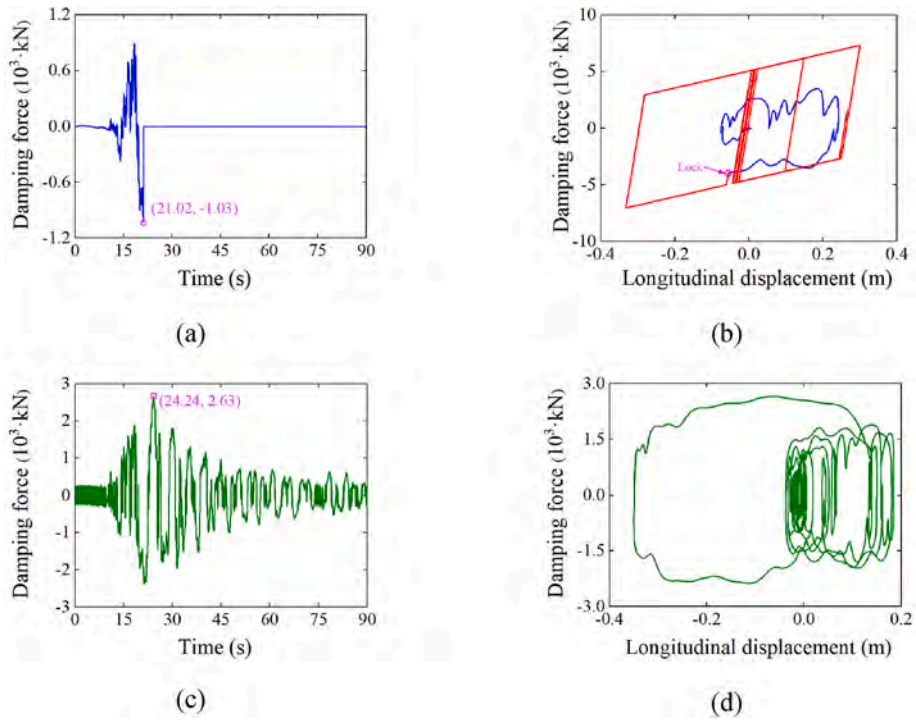 Damping force (10³·kN)
1.2
0.6
0.0
-0.6
-1.2
(21.02, -1.03)
0 15 30 45 60 75 90
Time (s)
(a)
Damping force (10³·kN)
10
5
0
-5
-10
Lock
-0.4 -0.2 0.0 0.2 0.4
Longitudinal displacement (m)
(b)
Damping force (10³·kN)
3
2
1
0
-1
-2
-3
(24.24, 2.63)
0 15 30 45 60 75 90
Time (s)
(c)
Damping force (10³·kN)
3.0
1.5
0.0
-1.5
-3.0
-0.4 -0.2 0.0 0.2
Longitudinal displacement (m)
(d)